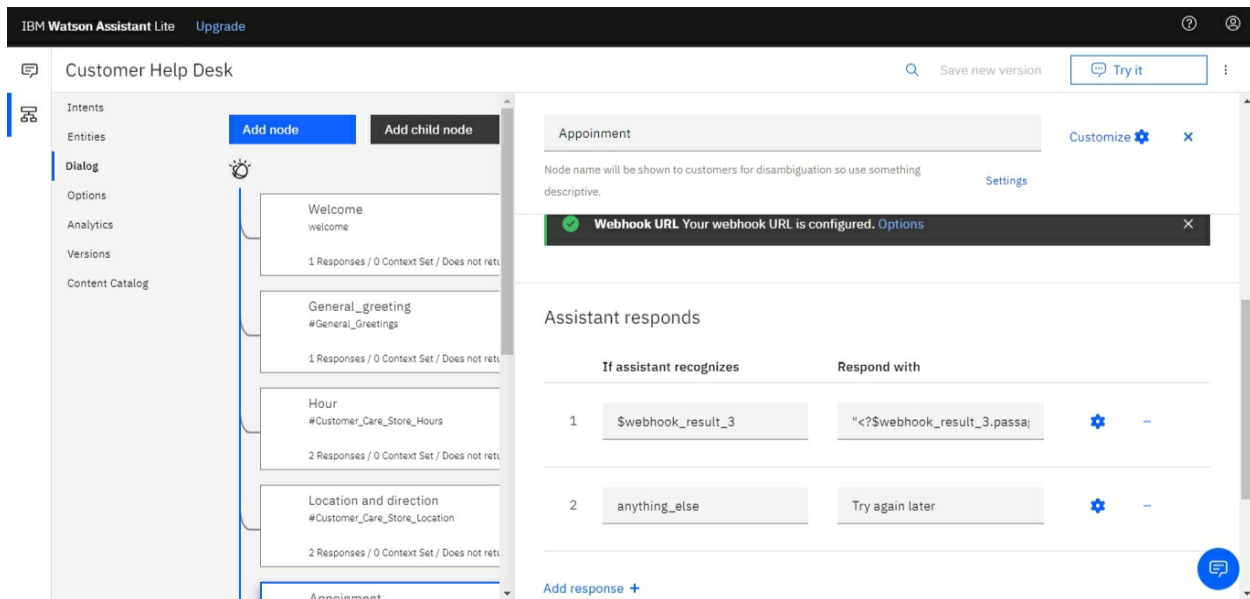 IBM Watson Assistant Lite Upgrade
Customer Help Desk
Save new version
Try it
Intents
Entities
Dialog
Options
Analytics
Versions
Content Catalog
Add node
Add child node
Welcome
welcome
1 Responses / 0 Context Set / Does not retu
General_greeting
#General_Greetings
1 Responses / 0 Context Set / Does not retu
Hour
#Customer_Care_Store_Hours
2 Responses / 0 Context Set / Does not retu
Location and direction
#Customer_Care_Store_Location
2 Responses / 0 Context Set / Does not retu
Appoinment
Appoinment
Customize
Node name will be shown to customers for disambiguation so use something
descriptive.
Settings
Webhook URL Your webhook URL is configured. Options
Assistant responds
If assistant recognizes
Respond with
1
$webhook_result_3
"<?$webhook_result_3.passa
2
anything_else
Try again later
Add response +